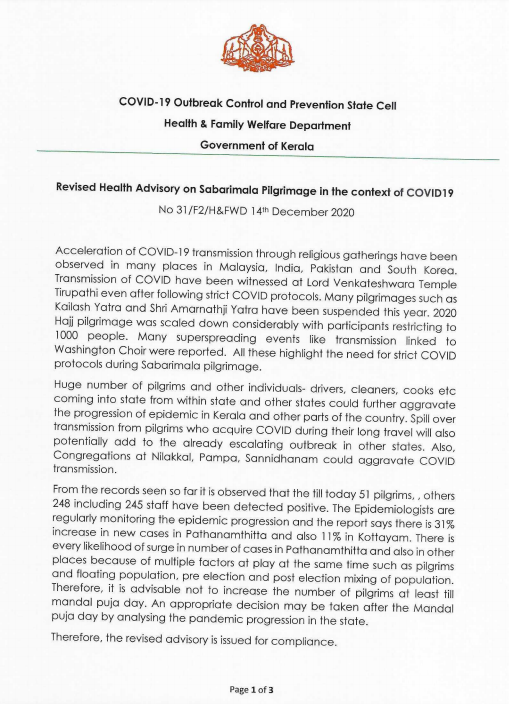 COVID-19 Outbreak Control and Prevention State Cell
Health & Family Welfare Department
Government of Kerala
Revised Health Advisory on Sabarimala Pilgrimage in the context of COVID19
No 31/F2/H&FWD 14th December 2020
Acceleration of COVID-19 transmission through religious gatherings have been
observed in many places in Malaysia, India, Pakistan and South Korea.
Transmission of COVID have been witnessed at Lord Venkateshwara Temple
Tirupathi even after following strict COVID protocols. Many pilgrimages such as
Kailash Yatra and Shri Amarnathji Yatra have been suspended this year. 2020
Hajj pilgrimage was scaled down considerably with participants restricting to
1000 people. Many superspreading events like transmission linked to
Washington Choir were reported. All these highlight the need for strict COVID
protocols during Sabarimala pilgrimage.
Huge number of pilgrims and other individuals- drivers, cleaners, cooks etc
coming into state from within state and other states could further aggravate
the progression of epidemic in Kerala and other parts of the country. Spill over
transmission from pilgrims who acquire COVID during their long travel will also
potentially add to the already escalating outbreak in other states. Also,
Congregations at Nilakkal, Pampa, Sannidhanam could aggravate COVID
transmission.
From the records seen so far it is observed that the till today 51 pilgrims, , others
248 including 245 staff have been detected positive. The Epidemiologists are
regularly monitoring the epidemic progression and the report says there is 31%
increase in new cases in Pathanamthitta and also 11% in Kottayam. There is
every likelihood of surge in number of cases in Pathanamthitta and also in other
places because of multiple factors at play at the same time such as pilgrims
and floating population, pre election and post election mixing of population.
Therefore, it is advisable not to increase the number of pilgrims at least till
mandal puja day. An appropriate decision may be taken after the Mandal
puja day by analysing the pandemic progression in the state.
Therefore, the revised advisory is issued for compliance.
Page 1 of 3